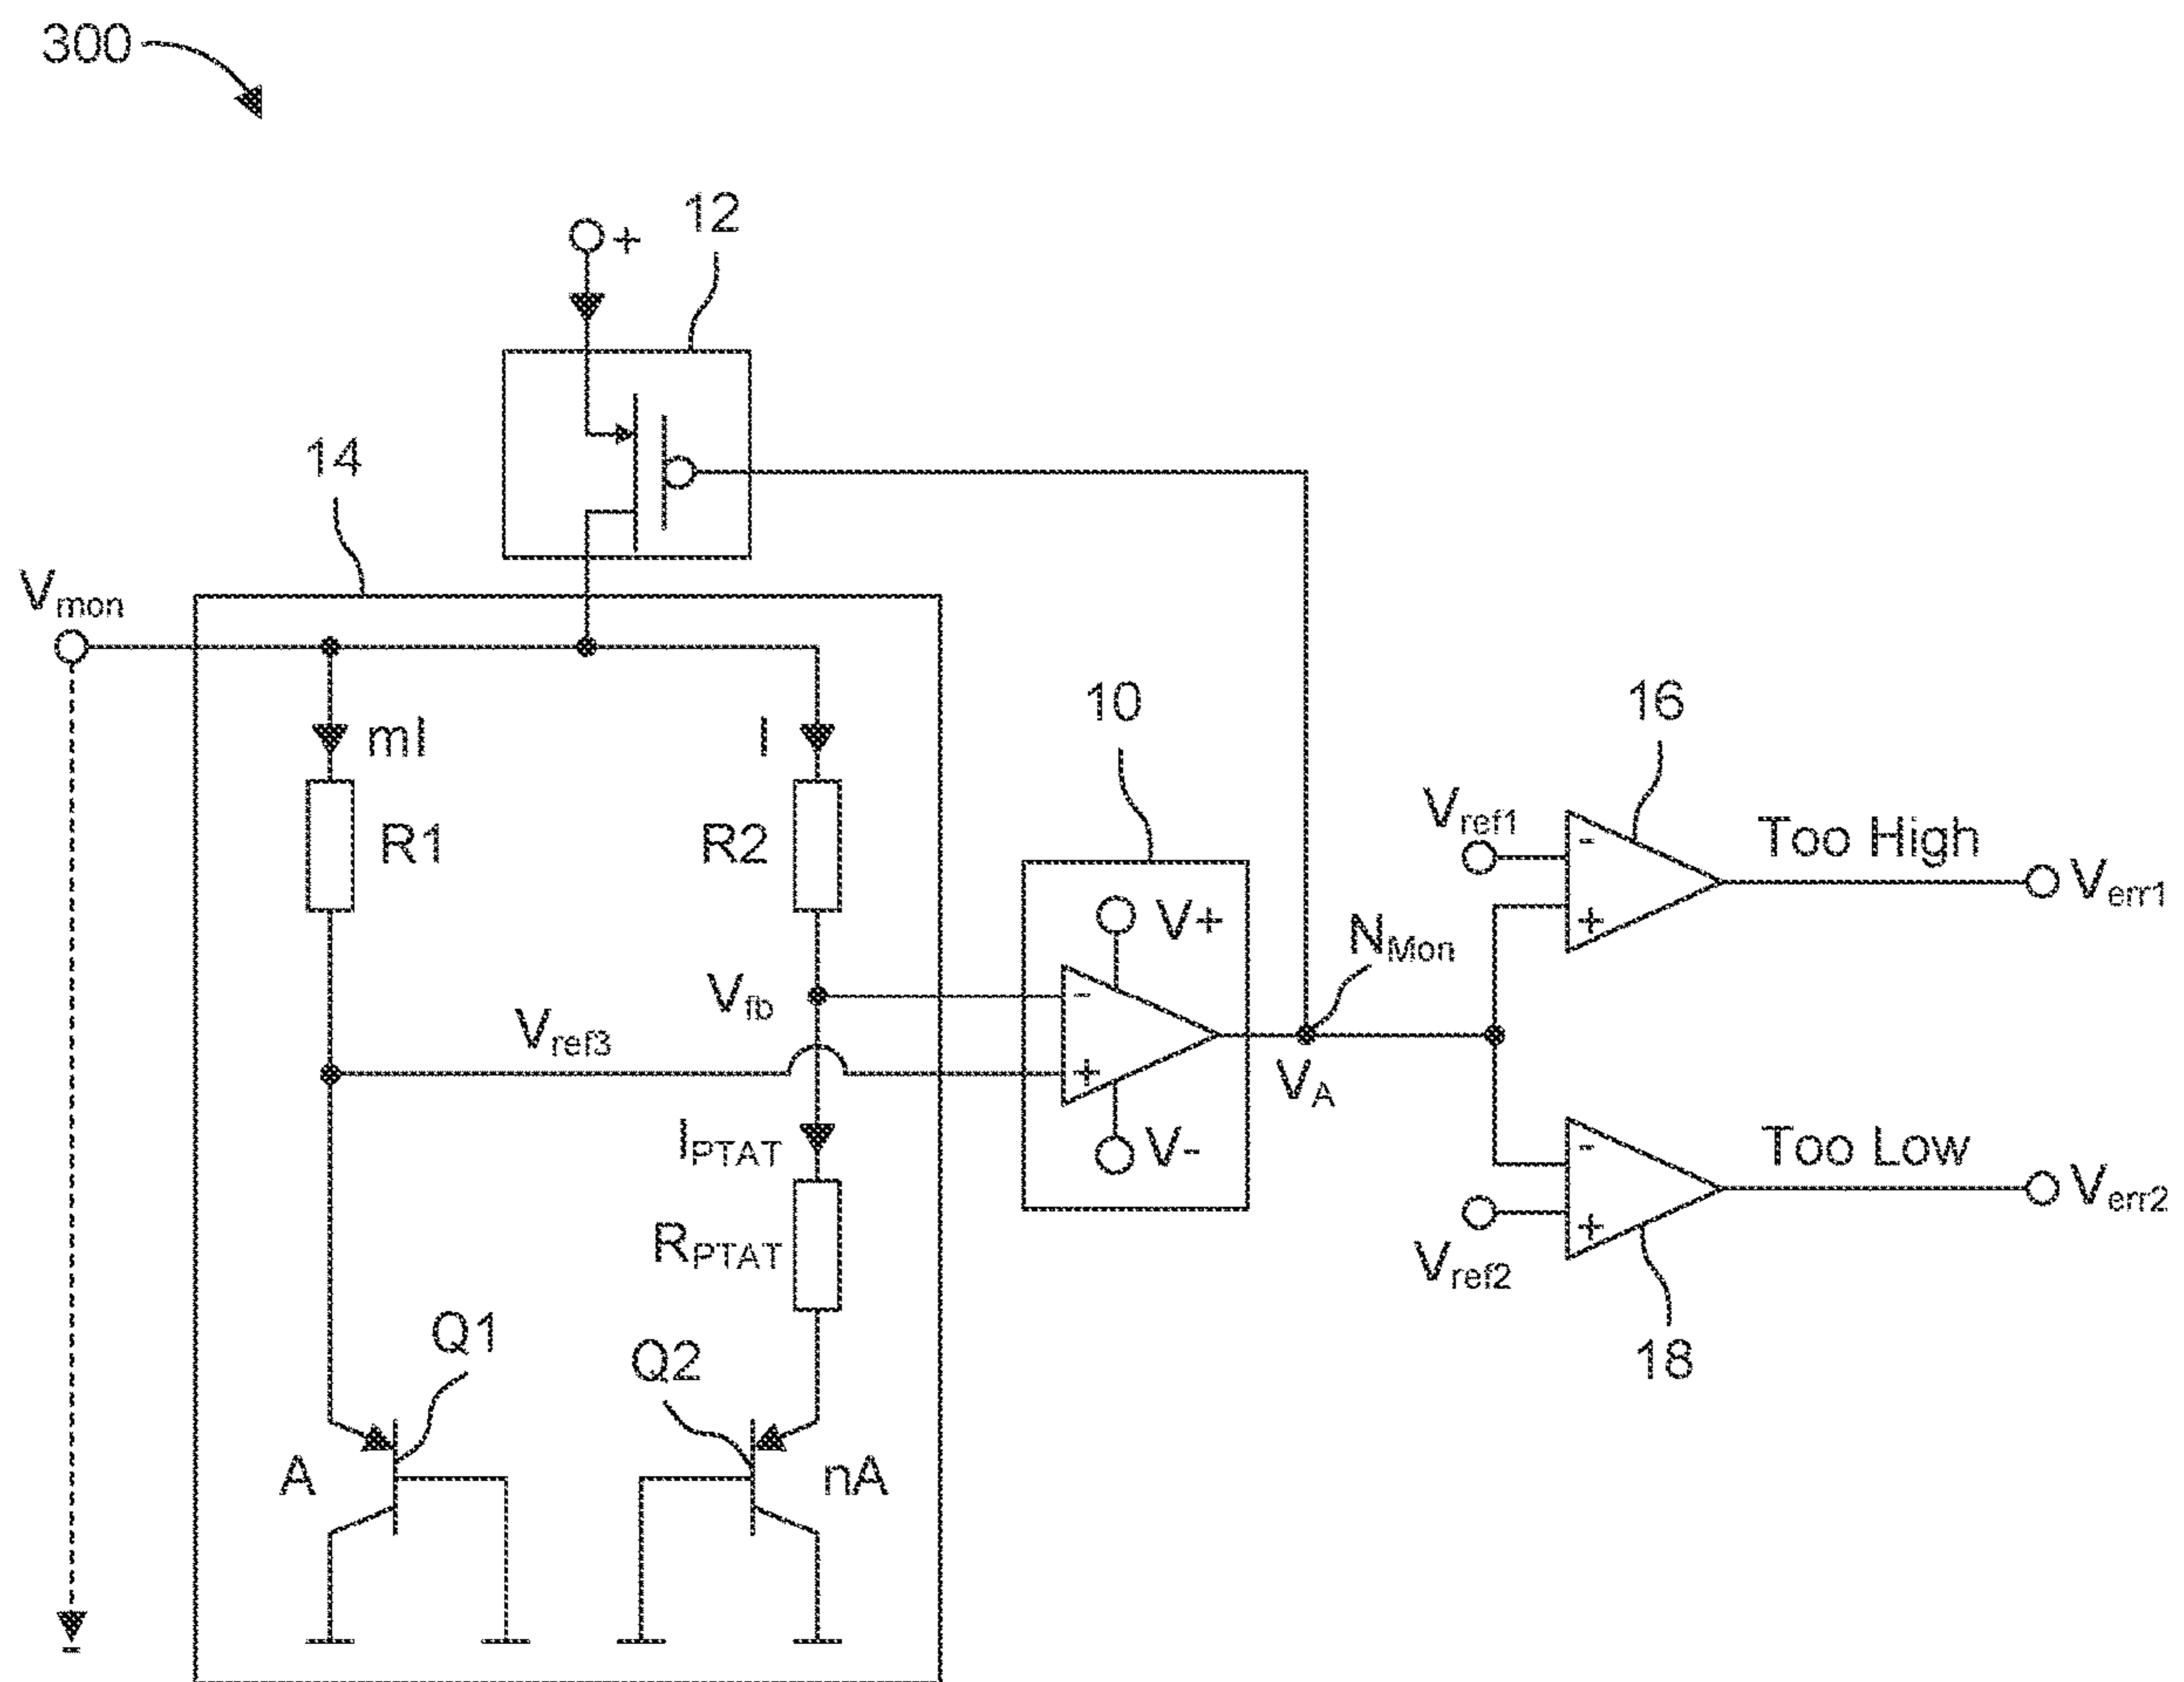 300
12
+
14
Vmon
mI
I
R1
R2
10
16
Vref1
-
+
Too High
Verr1
V+
NMon
Vfb
Vref3
-
+
VA
V-
IPTAT
RPTAT
-
+
Too Low
Verr2
Vref2
18
Q1
Q2
A
nA